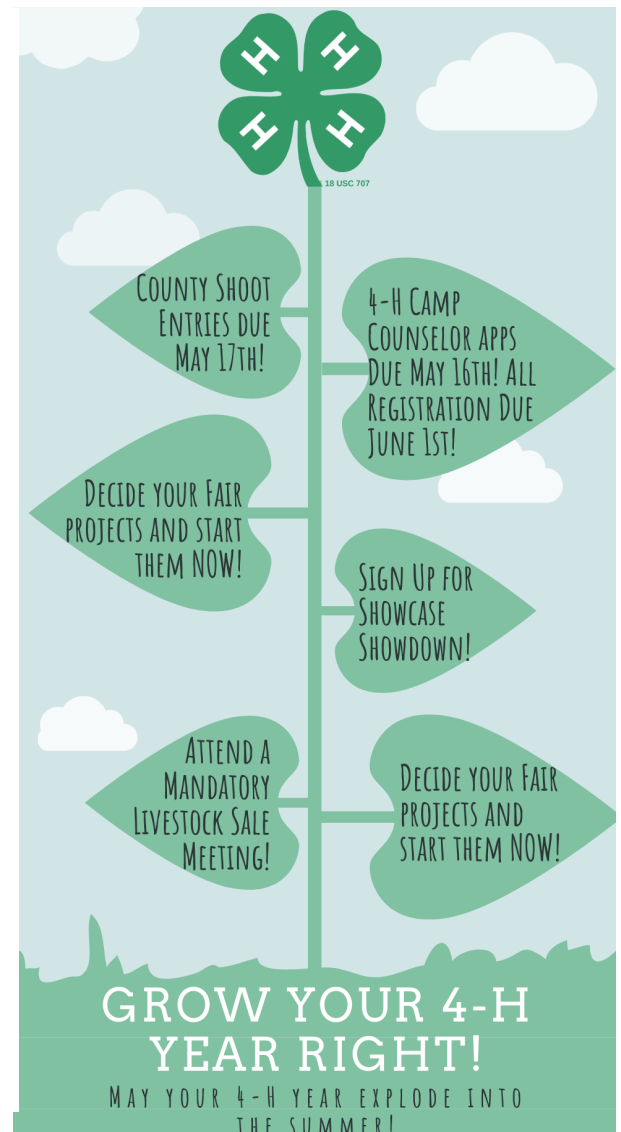 H H
H H
18 USC 707
County Shoot
Entries due
May 17th!
4-H Camp
Counselor apps
Due May 16th! All
Registration Due
June 1st!
Decide your Fair
projects and start
them NOW!
Sign Up for
Showcase
Showdown!
Attend a
Mandatory
Livestock Sale
Meeting!
Decide your Fair
projects and
start them NOW!
GROW YOUR 4-H
YEAR RIGHT!
May your 4-H year explode into
the summer!